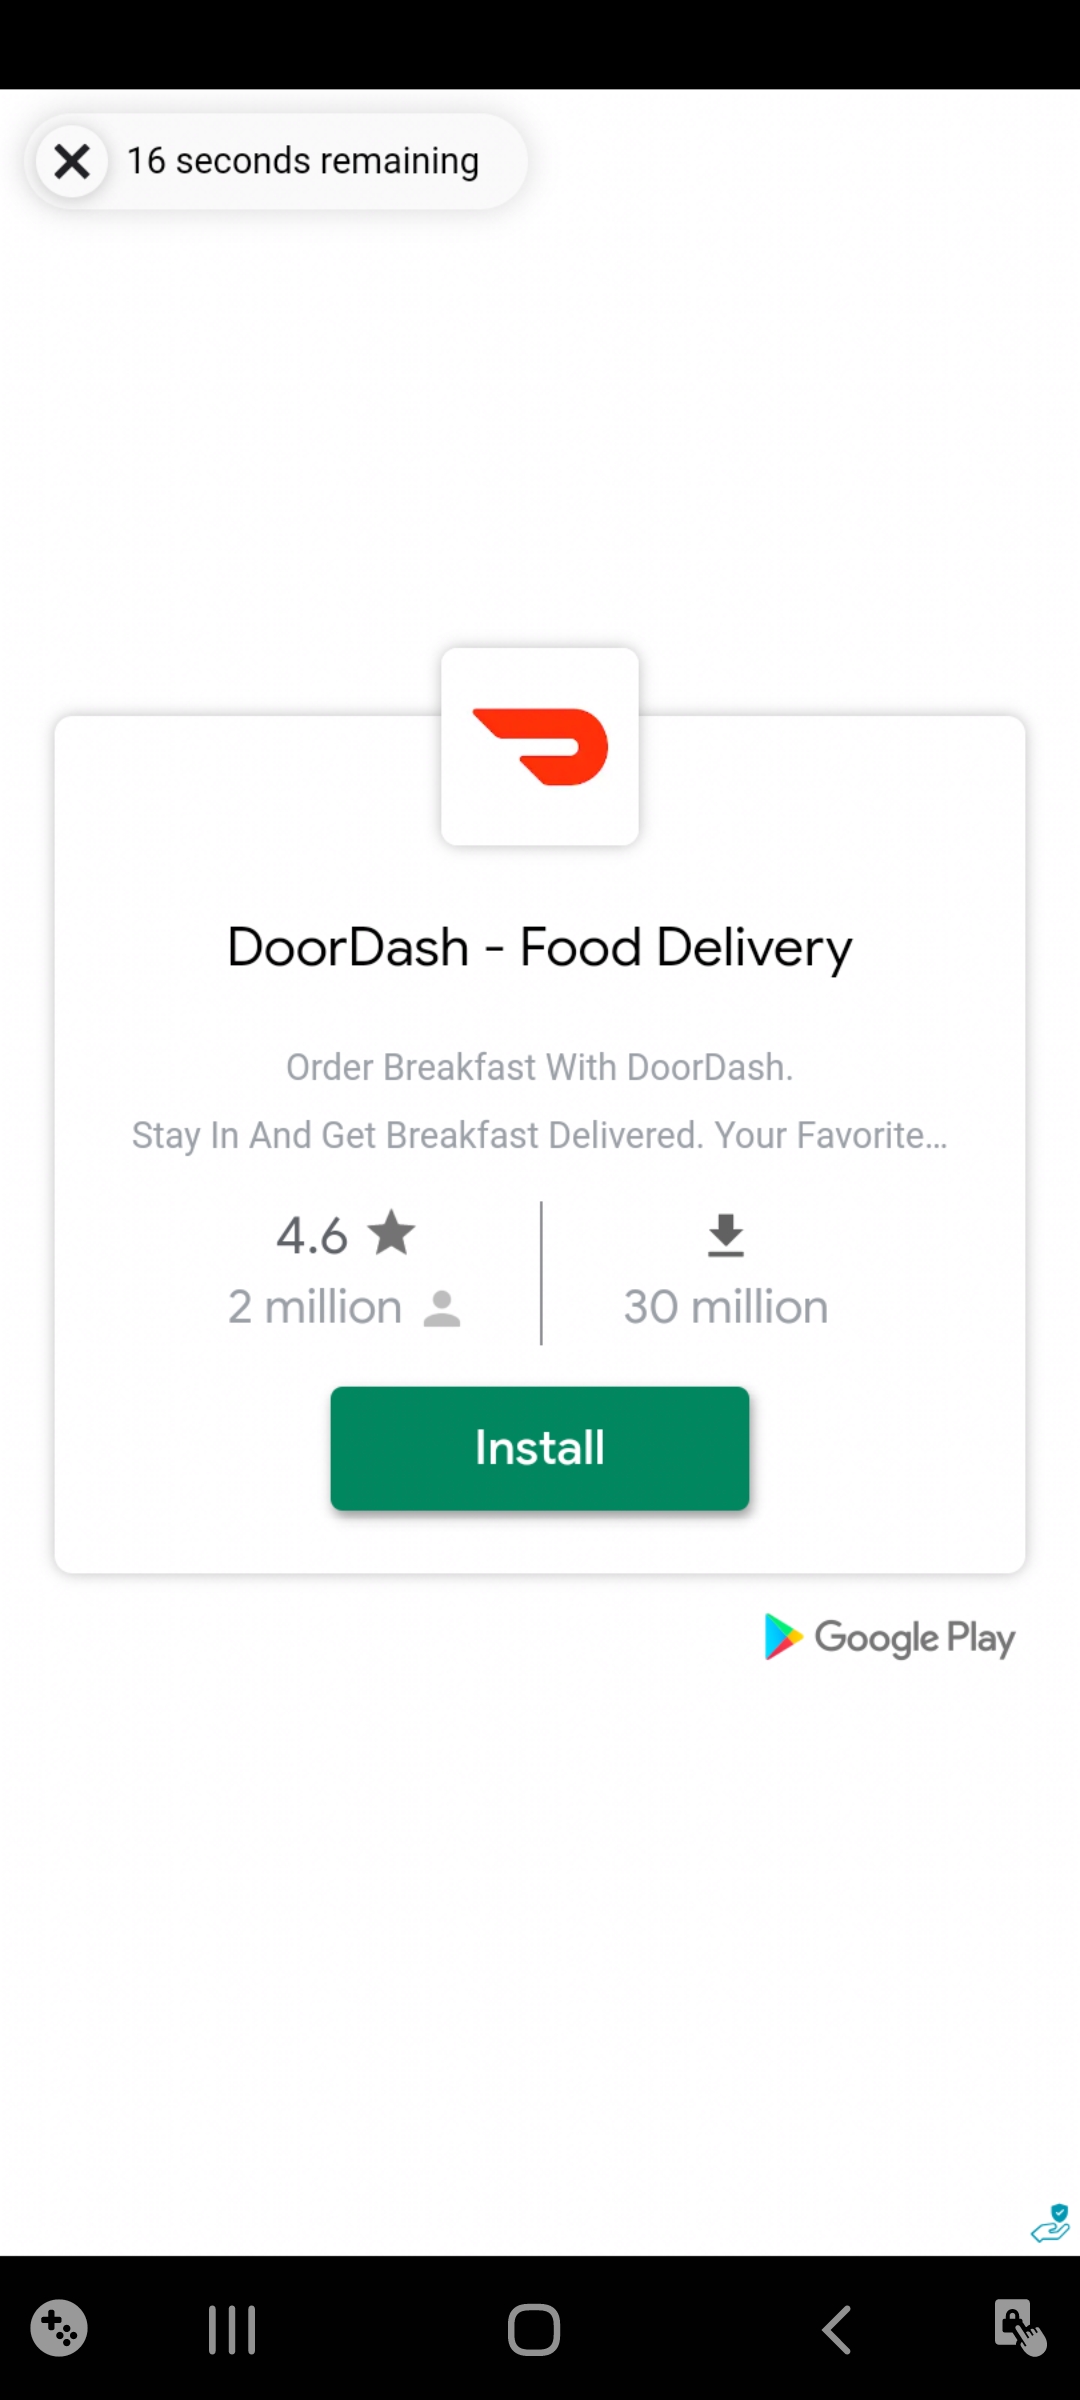 16 seconds remaining
DoorDash - Food Delivery
Order Breakfast With DoorDash.
Stay In And Get Breakfast Delivered. Your Favorite...
4.6
2 million
30 million
Install
Google Play